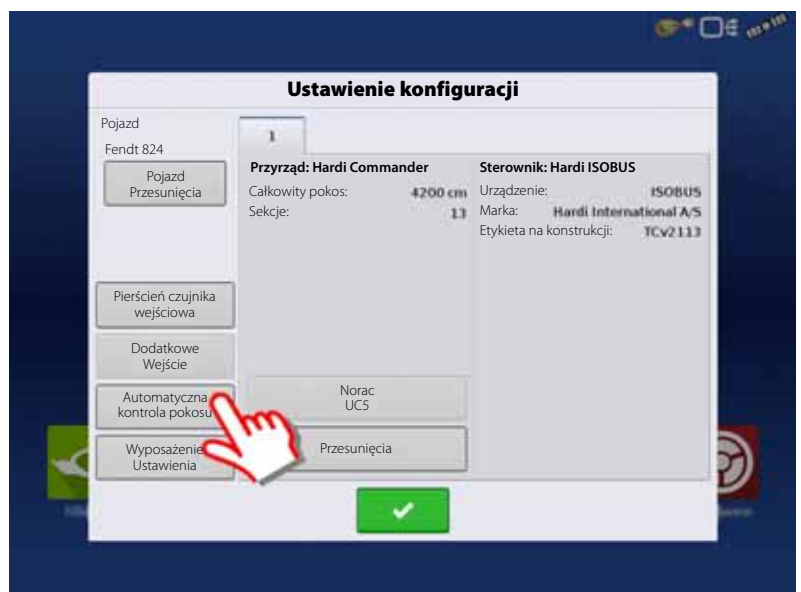 Ustawienie konfiguracji
Pojazd
Fendt 824
Pojazd
Przesunięcia
Pierścień czujnika
wejściowa
Dodatkowe
Wejście
Automatyczna
kontrola pokosu
Wyposażenie
Ustawienia
1
Przyrząd: Hardi Commander
Całkowity pokos: 4200 cm
Sekcje: 13
Norac
UC5
Przesunięcia
Sterownik: Hardi ISOBUS
Urządzenie: ISOBUS
Marka: Hardi International A/S
Etykieta na konstrukcji: TCv2113